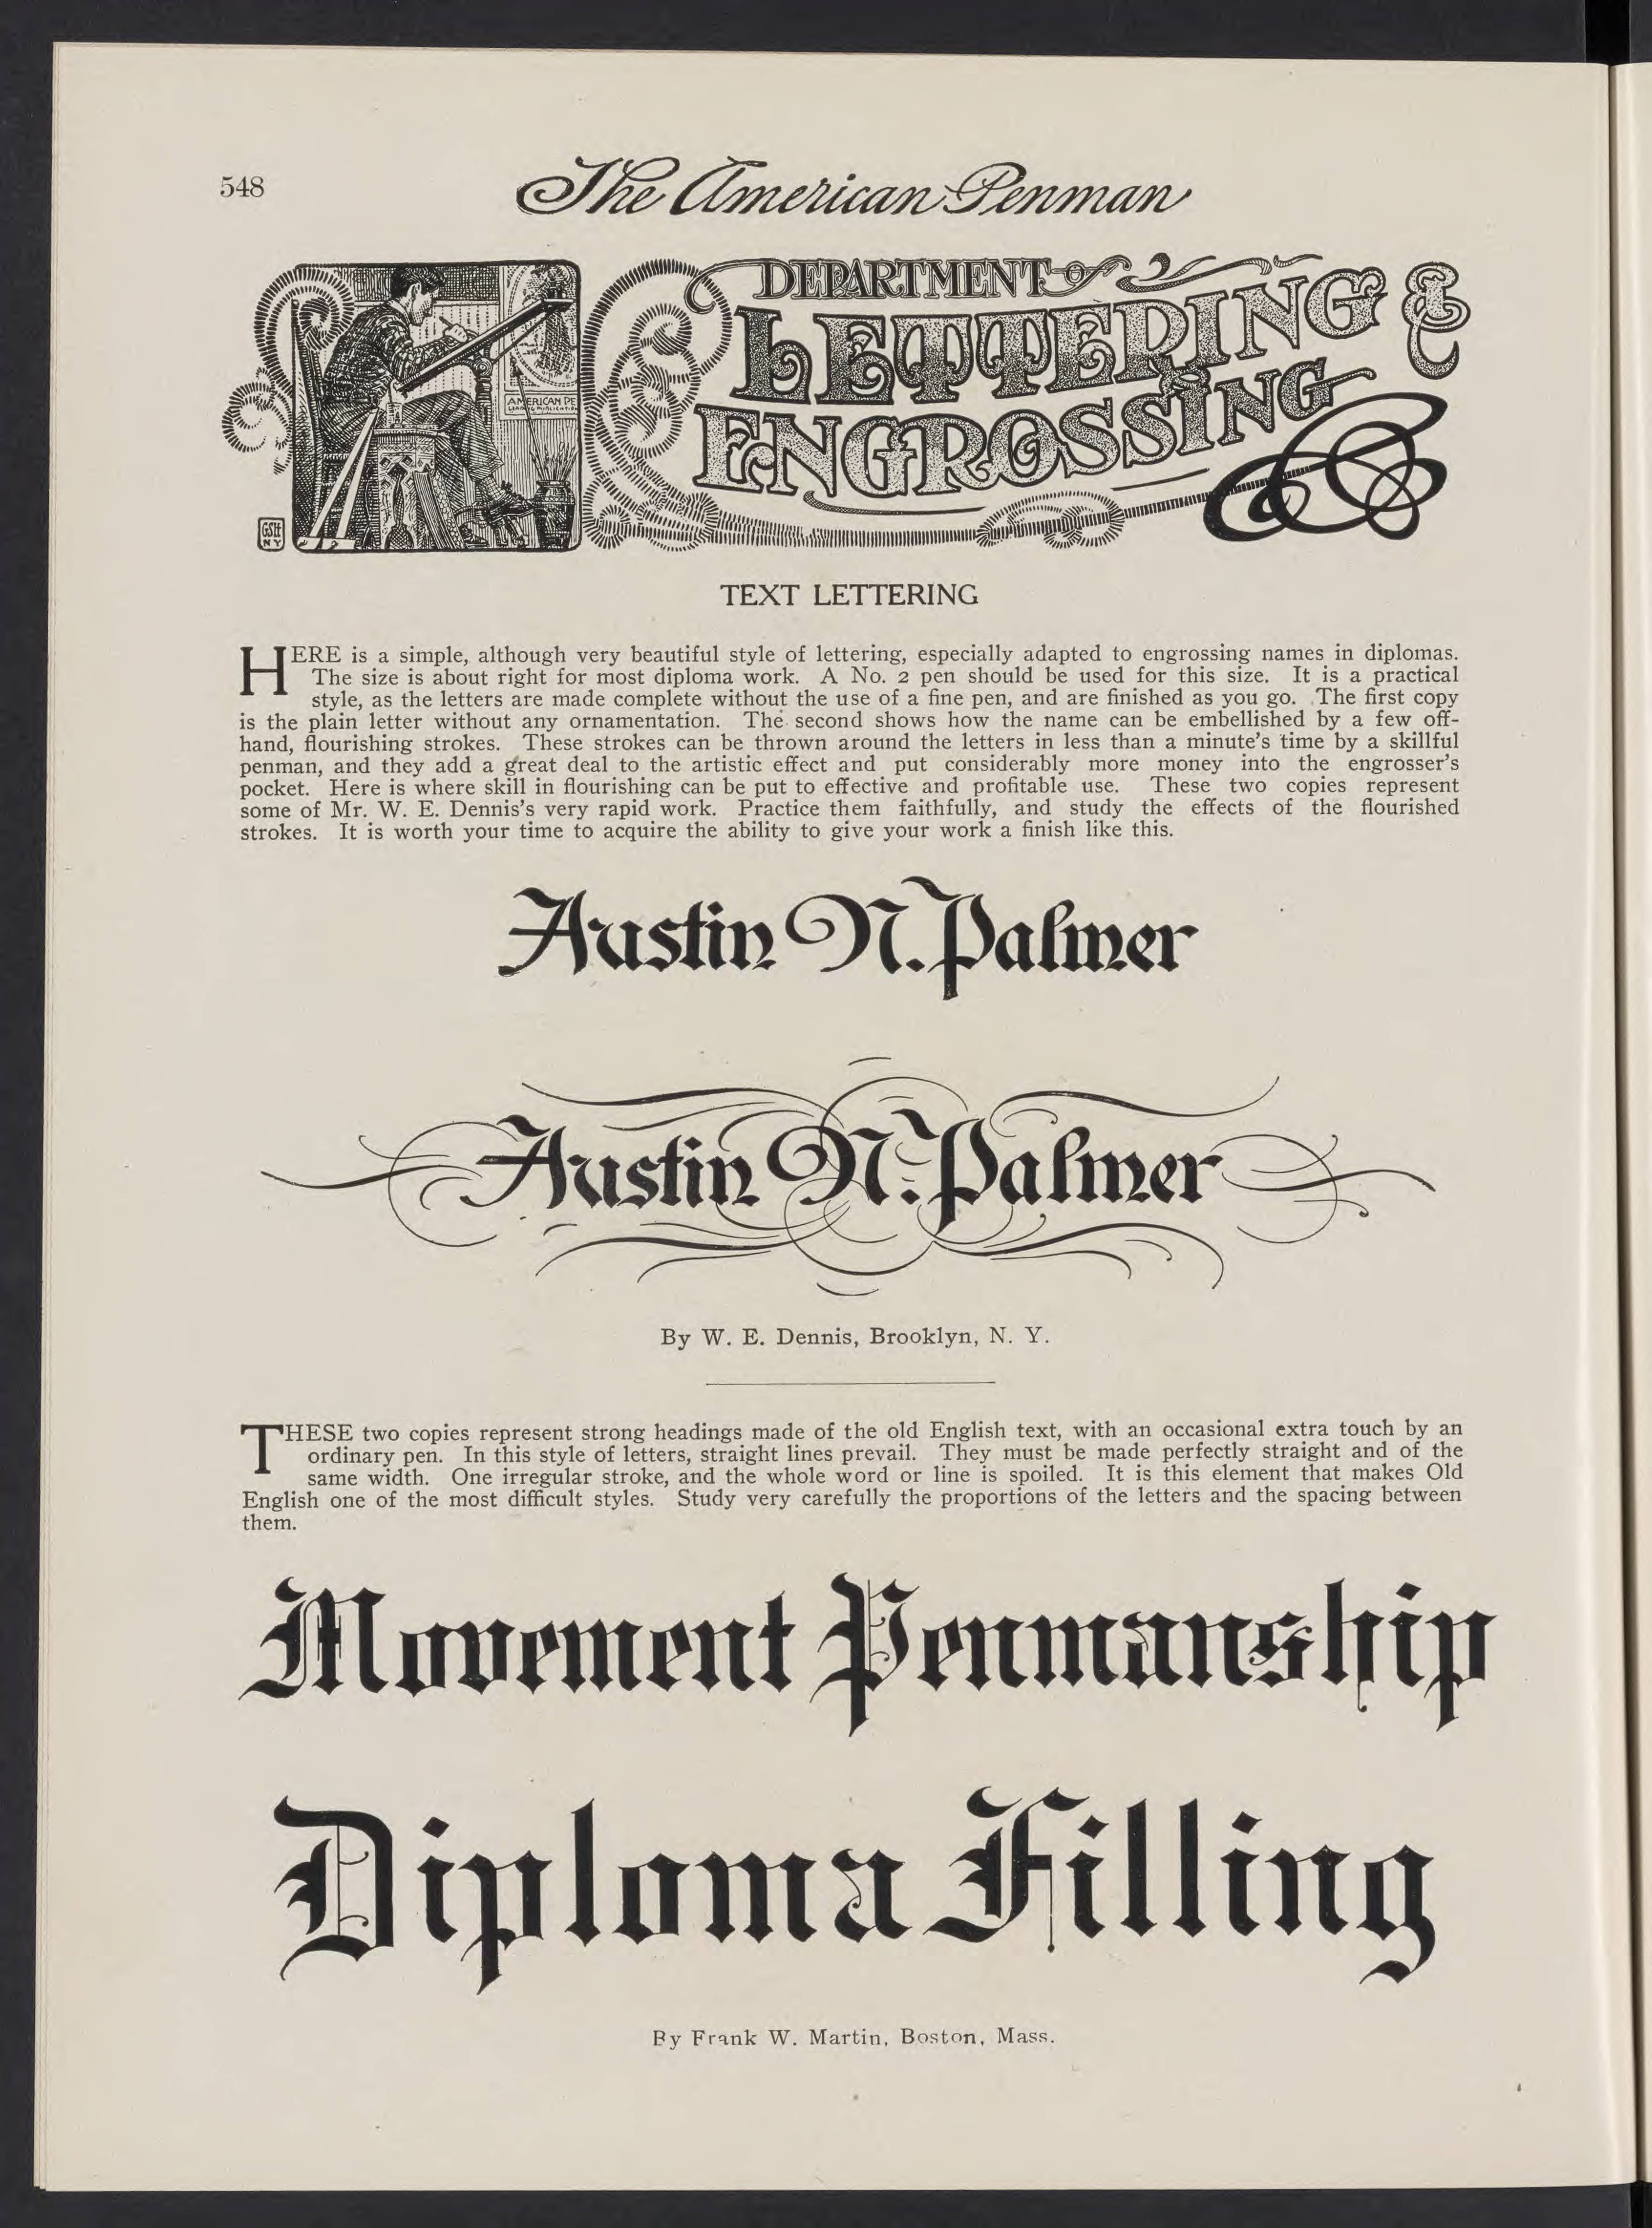 548
The American Penman
DEPARTMENT OF
LETTERING &
ENGROSSING
AMERICAN PE
GSH
NY
TEXT LETTERING
HERE is a simple, although very beautiful style of lettering, especially adapted to engrossing names in diplomas.
The size is about right for most diploma work. A No. 2 pen should be used for this size. It is a practical
style, as the letters are made complete without the use of a fine pen, and are finished as you go. The first copy
is the plain letter without any ornamentation. The second shows how the name can be embellished by a few off-
hand, flourishing strokes. These strokes can be thrown around the letters in less than a minute's time by a skillful
penman, and they add a great deal to the artistic effect and put considerably more money into the engrosser's
pocket. Here is where skill in flourishing can be put to effective and profitable use. These two copies represent
some of Mr. W. E. Dennis's very rapid work. Practice them faithfully, and study the effects of the flourished
strokes. It is worth your time to acquire the ability to give your work a finish like this.
Austin N. Palmer
Austin N. Palmer
By W. E. Dennis, Brooklyn, N. Y.
THESE two copies represent strong headings made of the old English text, with an occasional extra touch by an
ordinary pen. In this style of letters, straight lines prevail. They must be made perfectly straight and of the
same width. One irregular stroke, and the whole word or line is spoiled. It is this element that makes Old
English one of the most difficult styles. Study very carefully the proportions of the letters and the spacing between
them.
Movement Penmanship
Diploma Filling
By Frank W. Martin, Boston, Mass.